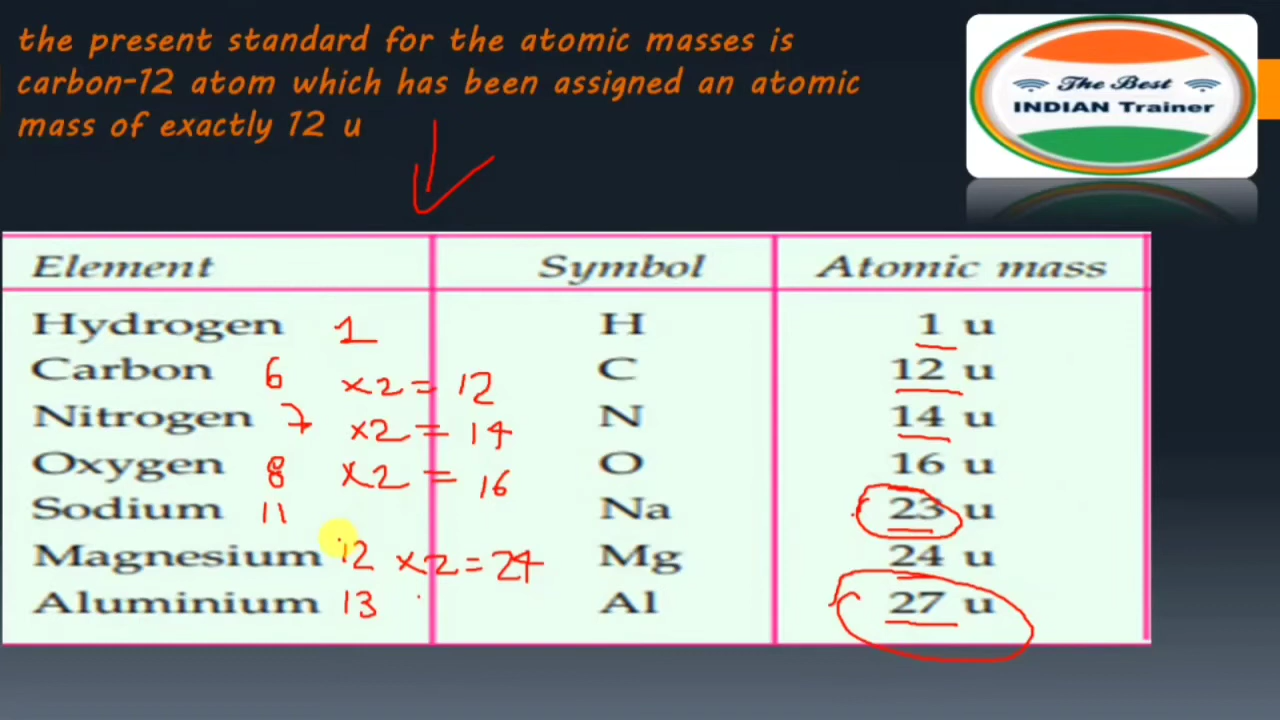 the present standard for the atomic masses is
carbon-12 atom which has been assigned an atomic
mass of exactly 12 u
The Best
INDIAN Trainer
Element Symbol Atomic mass
Hydrogen 1 H 1 u
Carbon 6 ×2 = 12 C 12 u
Nitrogen 7 ×2 = 14 N 14 u
Oxygen 8 ×2 = 16 O 16 u
Sodium 11 Na 23 u
Magnesium 12 ×2 = 24 Mg 24 u
Aluminium 13 Al 27 u